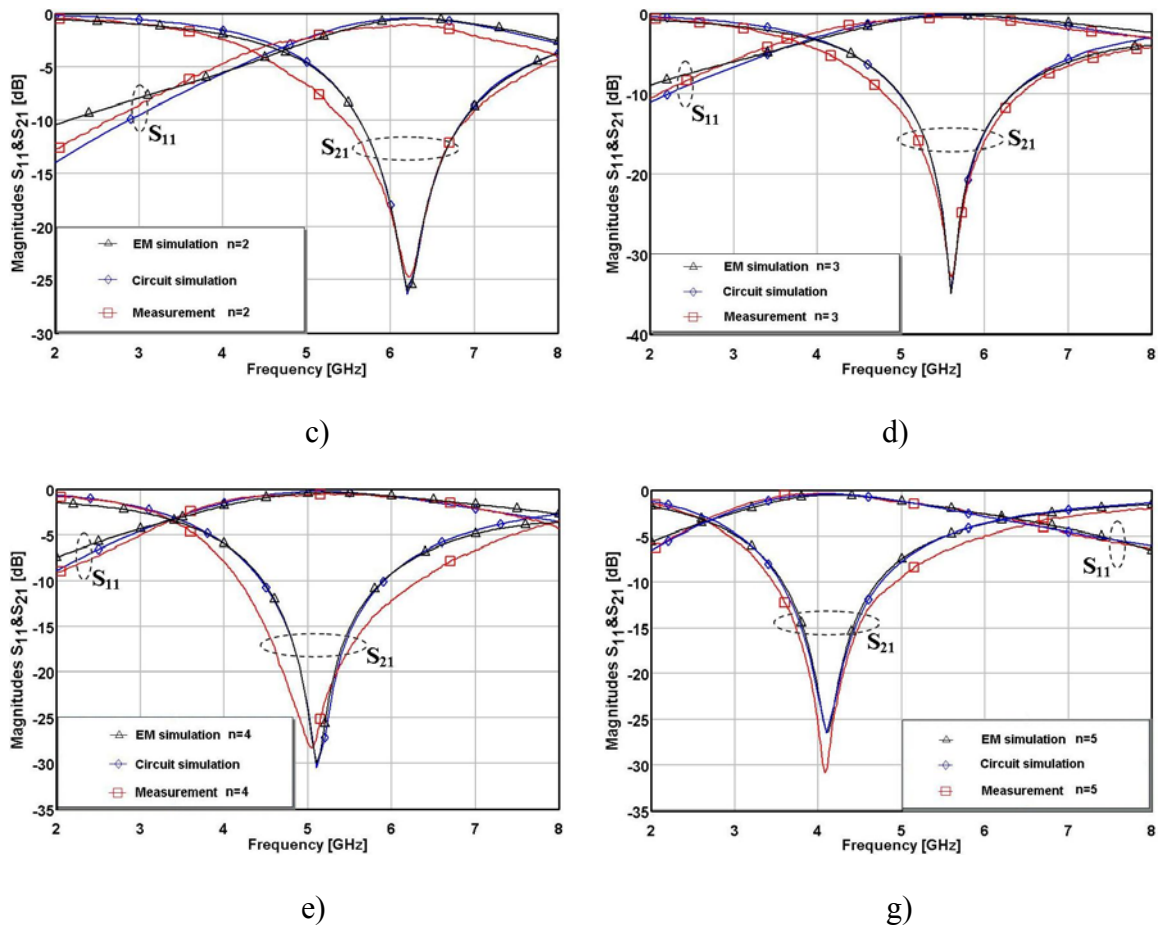 Magnitudes S11&S21 [dB]
0
-5
-10
-15
-20
-25
-30
S11
S21
EM simulation n=2
Circuit simulation
Measurement n=2
2 3 4 5 6 7 8
Frequency [GHz]
c)
Magnitudes S11&S21 [dB]
0
-10
-20
-30
-40
S11
S21
EM simulation n=3
Circuit simulation
Measurement n=3
2 3 4 5 6 7 8
Frequency [GHz]
d)
Magnitudes S11&S21 [dB]
0
-5
-10
-15
-20
-25
-30
-35
S11
S21
EM simulation n=4
Circuit simulation
Measurement n=4
2 3 4 5 6 7 8
Frequency [GHz]
e)
Magnitudes S11&S21 [dB]
0
-5
-10
-15
-20
-25
-30
-35
S11
S21
EM simulation n=5
Circuit simulation
Measurement n=5
2 3 4 5 6 7 8
Frequency [GHz]
g)